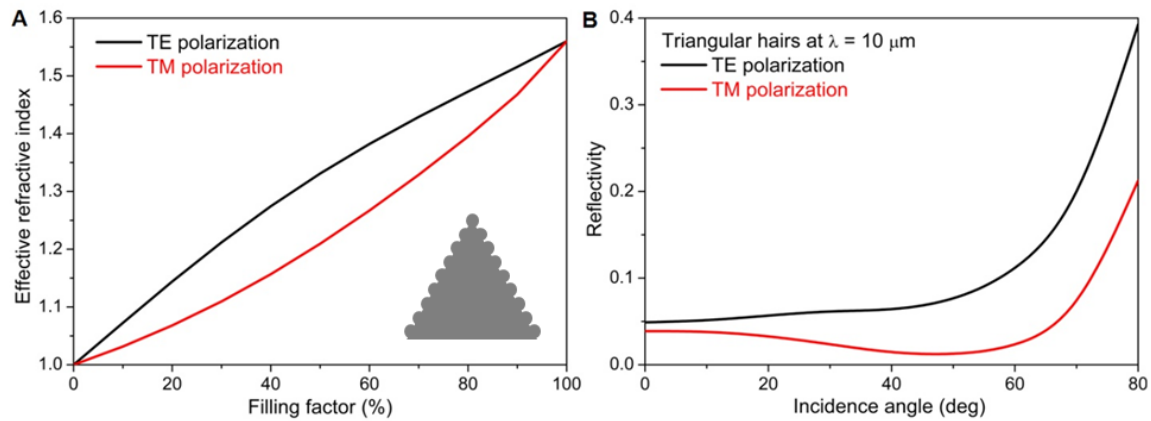 A
1.6
1.5
1.4
1.3
1.2
1.1
1.0
Effective refractive index
TE polarization
TM polarization
0 20 40 60 80 100
Filling factor (%)
B
0.4
0.3
0.2
0.1
0.0
Reflectivity
Triangular hairs at λ = 10 μm
TE polarization
TM polarization
0 20 40 60 80
Incidence angle (deg)